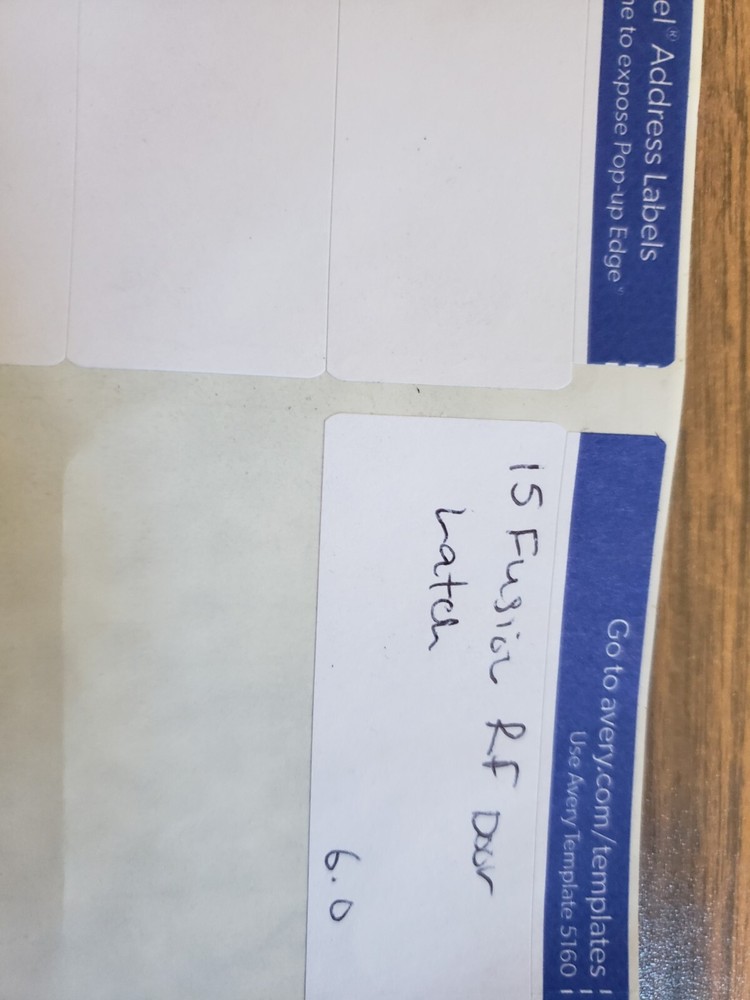 el® Address Labels
ne to expose Pop-up Edge
Go to avery.com/templates
Use Avery Template 5160
15 Fusion RF Door
Latch
6.0